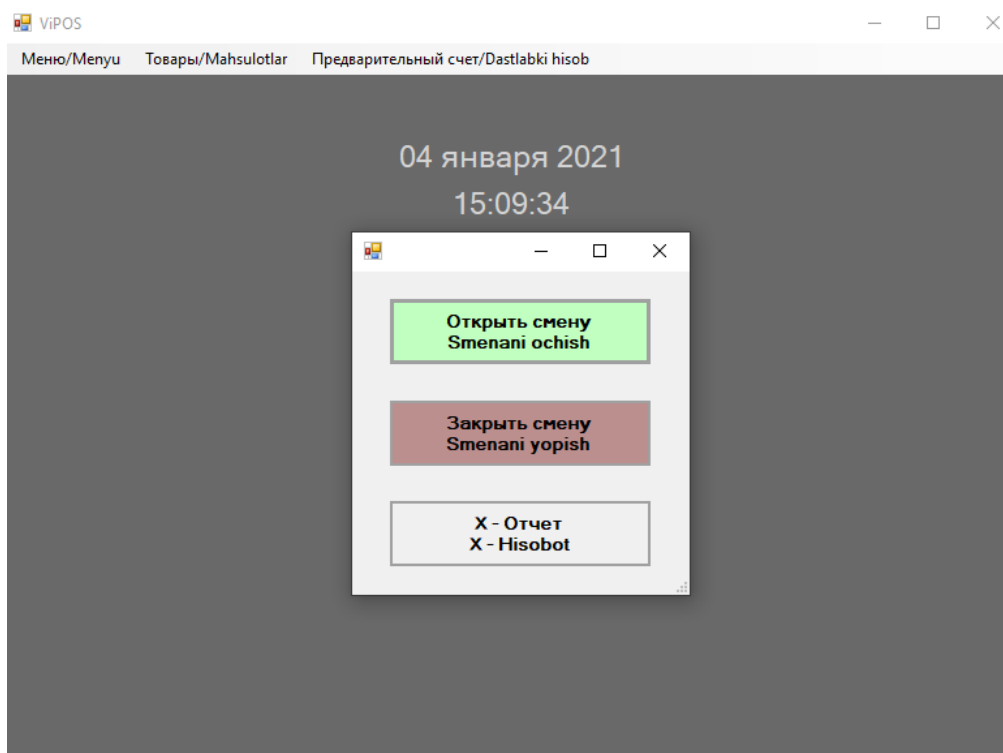 ViPOS
Меню/Menyu Товары/Mahsulotlar Предварительный счет/Dastlabki hisob
04 января 2021
15:09:34
Открыть смену
Smenani ochish
Закрыть смену
Smenani yopish
X - Отчет
X - Hisobot